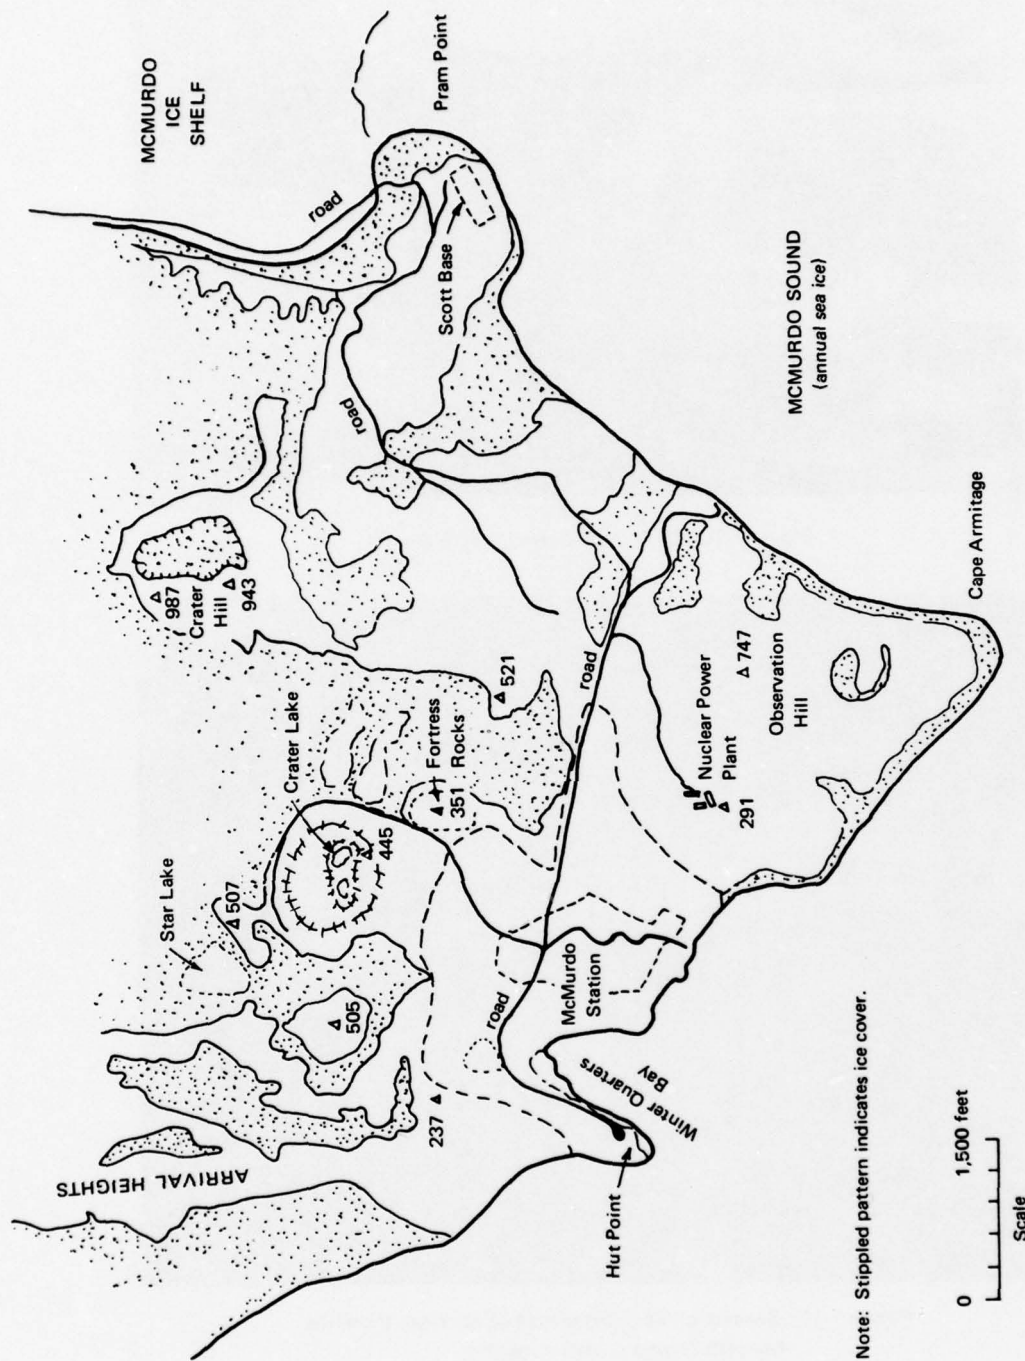 MCMURDO
ICE
SHELF
Pram Point
road
Scott Base
road
MCMURDO SOUND
(annual sea ice)
987
Crater
Hill
943
Cape Armitage
521
road
747
Observation
Hill
Crater Lake
Fortress
Rocks
351
445
Nuclear Power
Plant
291
Star Lake
507
505
road
McMurdo
Station
237
Winter Quarters
Bay
ARRIVAL HEIGHTS
Hut Point
Note: Stippled pattern indicates ice cover.
0
1,500 feet
Scale